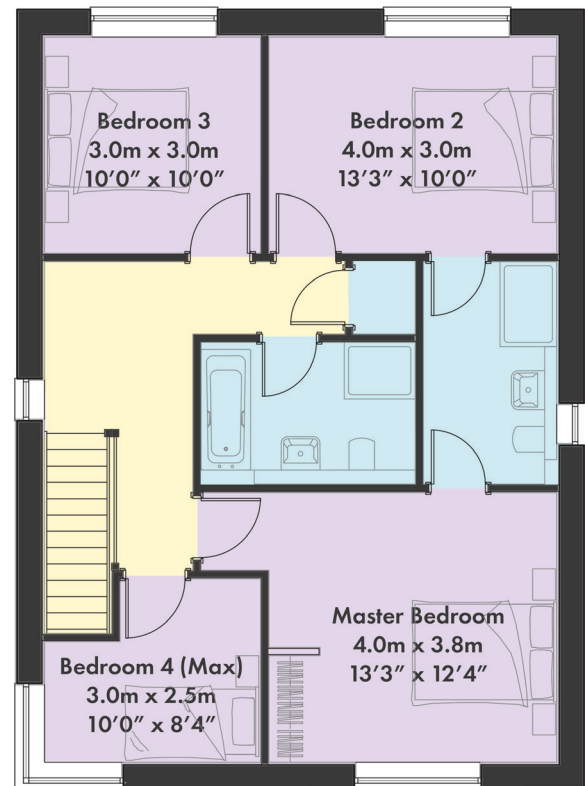 Bedroom 3
3.0m x 3.0m
10’0” x 10’0”
Bedroom 2
4.0m x 3.0m
13’3” x 10’0”
Master Bedroom
4.0m x 3.8m
13’3” x 12’4”
Bedroom 4 (Max)
3.0m x 2.5m
10’0” x 8’4”